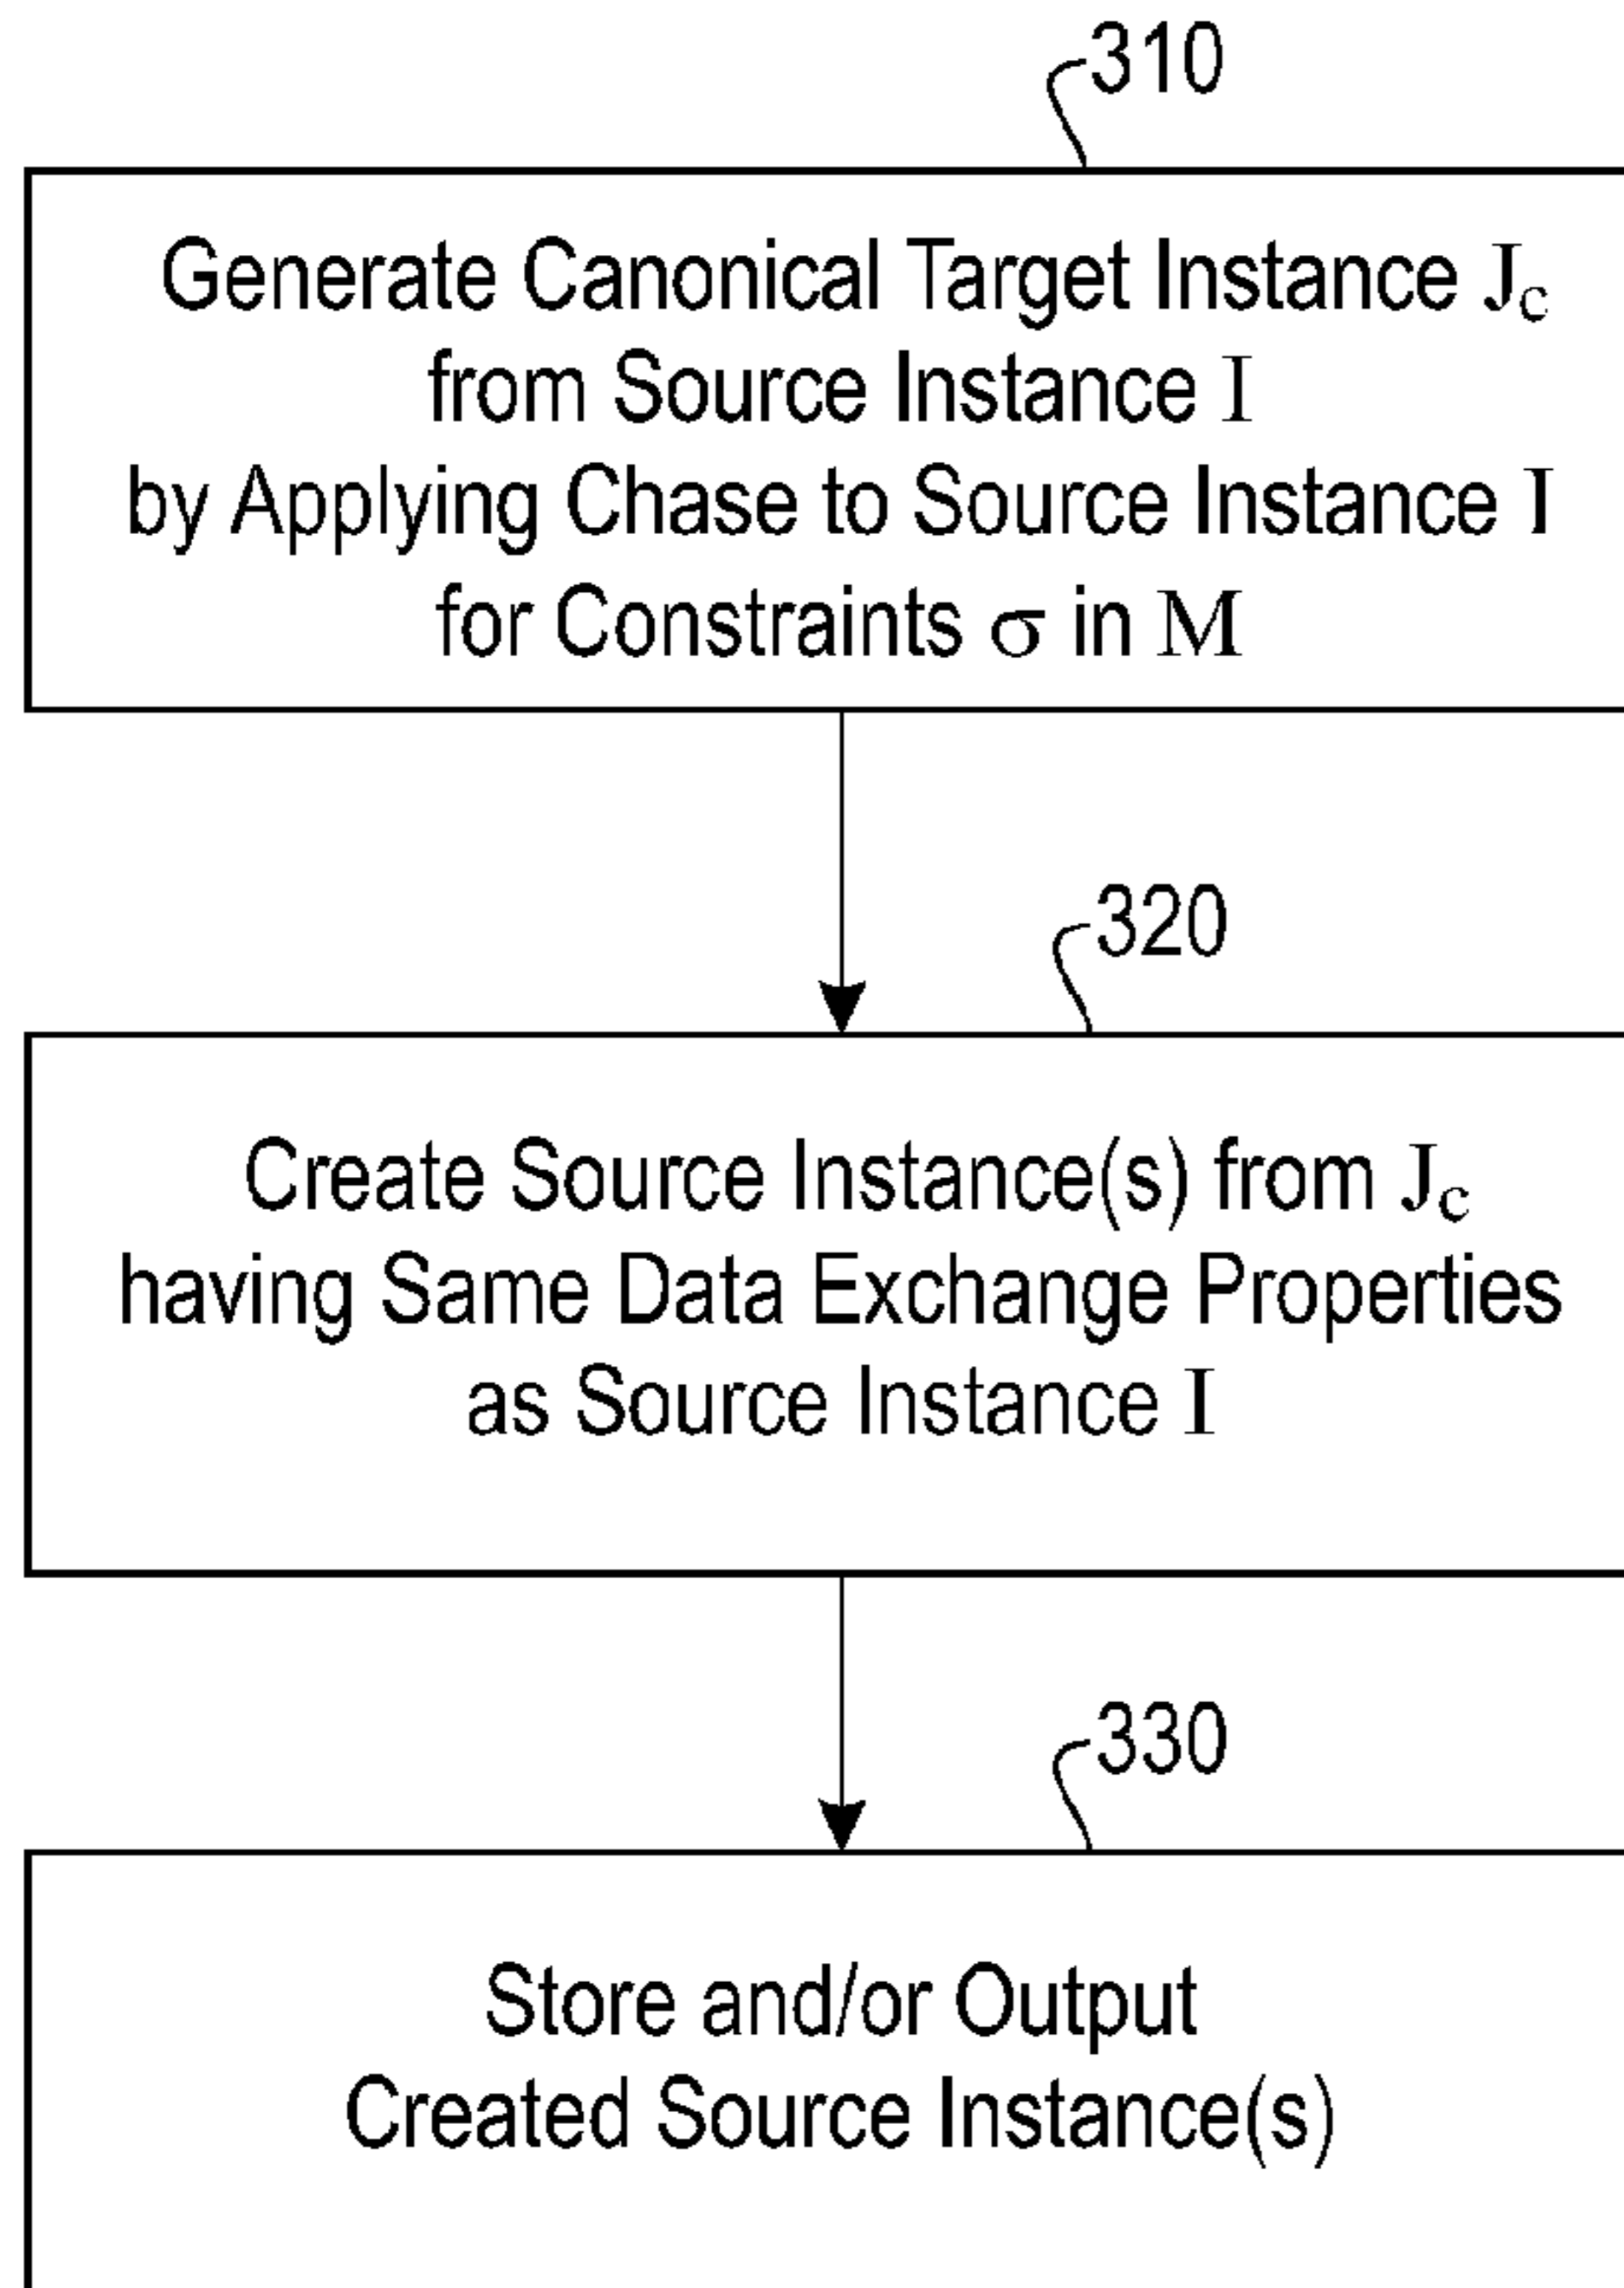 310
Generate Canonical Target Instance Jc
from Source Instance I
by Applying Chase to Source Instance I
for Constraints σ in M
320
Create Source Instance(s) from Jc
having Same Data Exchange Properties
as Source Instance I
330
Store and/or Output
Created Source Instance(s)